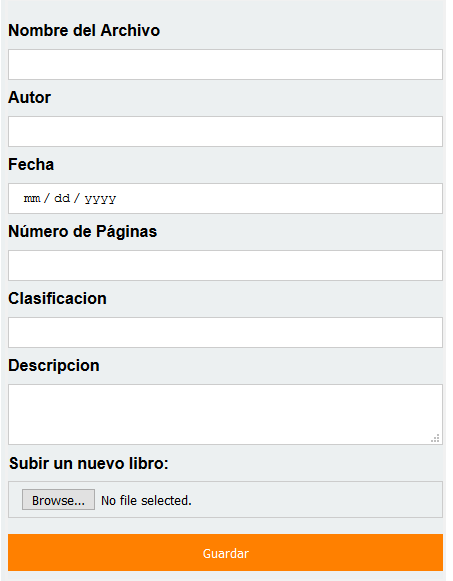 Nombre del Archivo
Autor
Fecha
mm / dd / yyyy
Número de Páginas
Clasificacion
Descripcion
Subir un nuevo libro:
Browse... No file selected.
Guardar